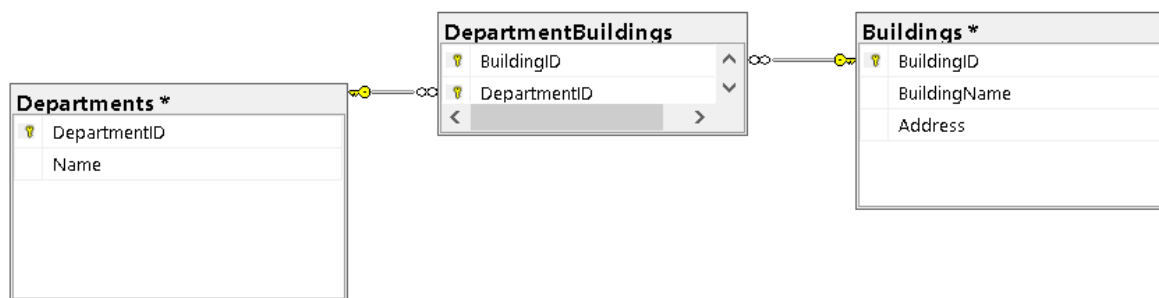 Departments *
DepartmentID
Name
DepartmentBuildings
BuildingID
DepartmentID
Buildings *
BuildingID
BuildingName
Address